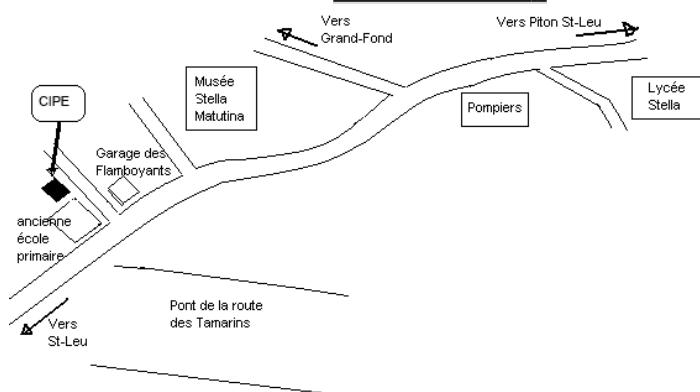 Vers
Grand-Fond
Vers Piton St-Leu
Musée
Stella
Matutina
Lycée
Stella
CIPE
Pompiers
Garage des
Flamboyants
ancienne
école
primaire
Pont de la route
des Tamarins
Vers
St-Leu